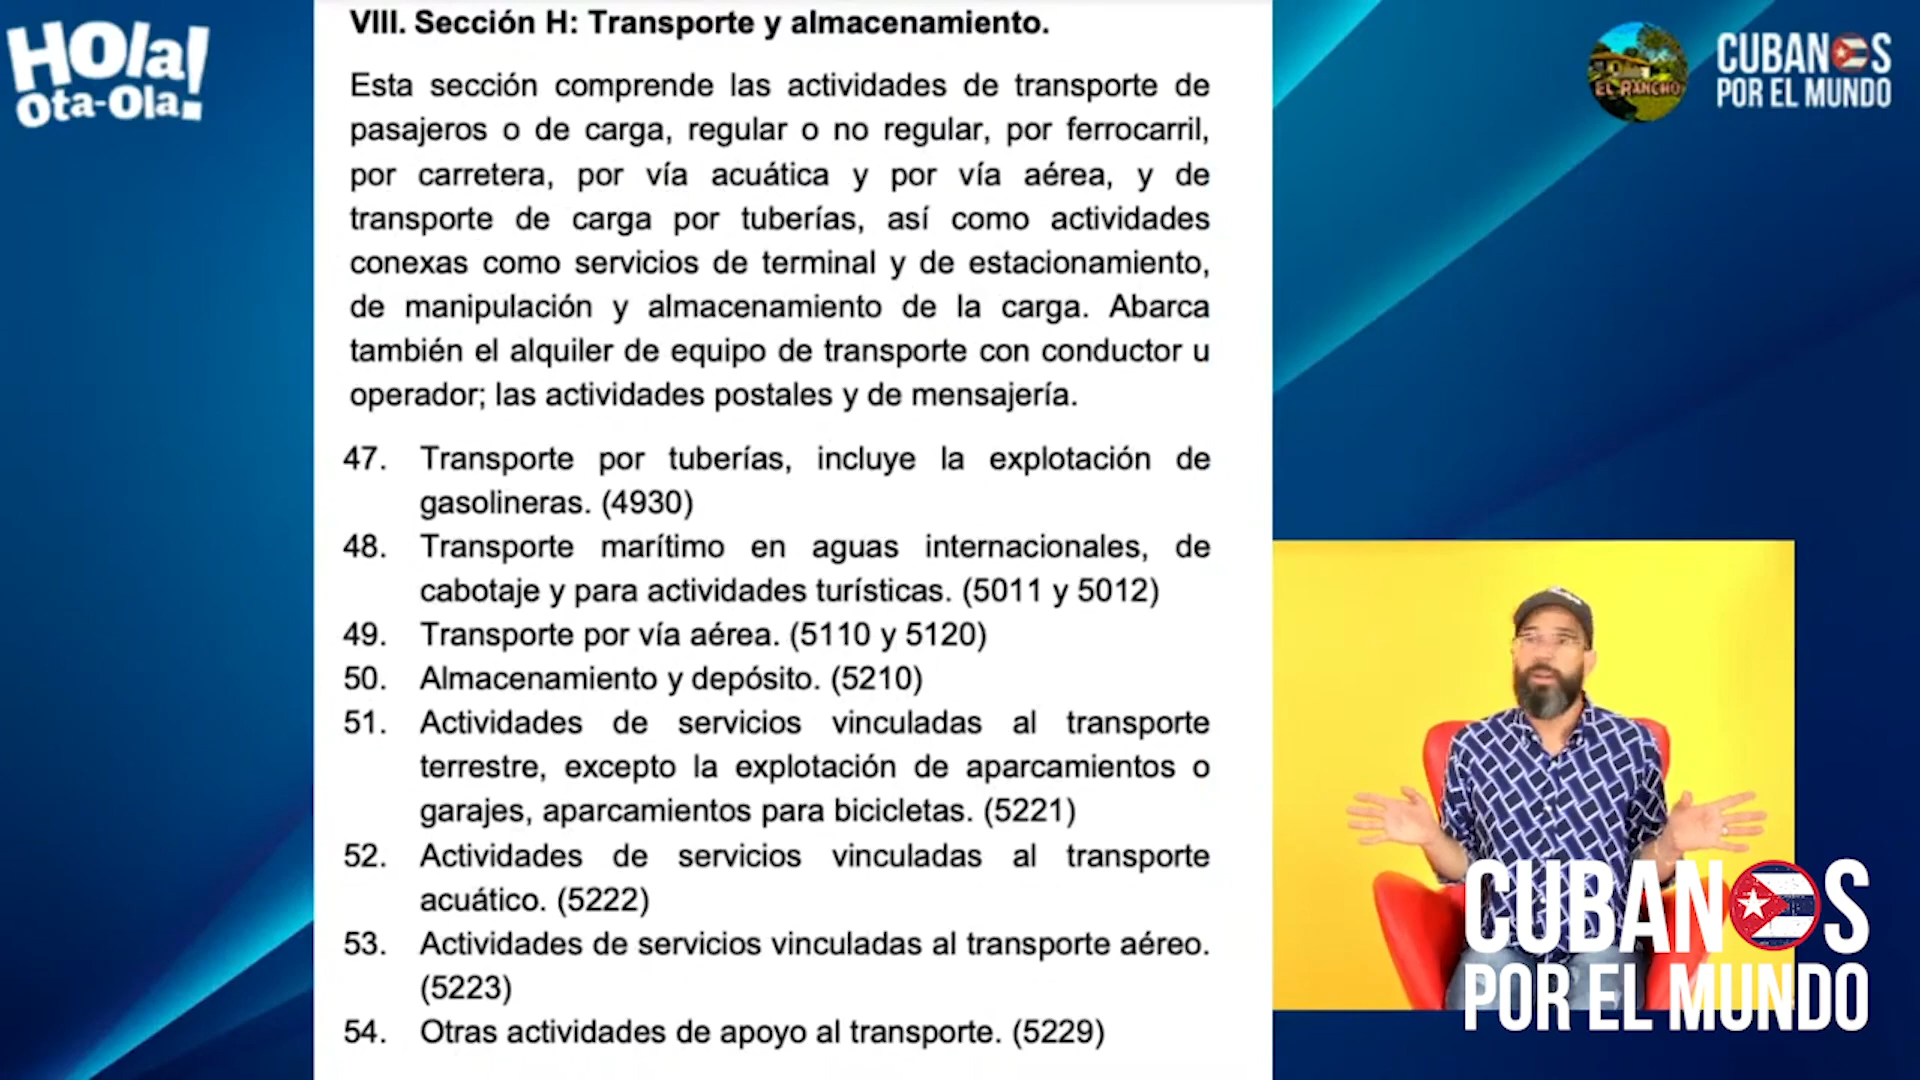 HOla!
Ota-Ola!
VIII. Sección H: Transporte y almacenamiento.
Esta sección comprende las actividades de transporte de
pasajeros o de carga, regular o no regular, por ferrocarril,
por carretera, por vía acuática y por vía aérea, y de
transporte de carga por tuberías, así como actividades
conexas como servicios de terminal y de estacionamiento,
de manipulación y almacenamiento de la carga. Abarca
también el alquiler de equipo de transporte con conductor u
operador; las actividades postales y de mensajería.
47. Transporte por tuberías, incluye la explotación de
gasolineras. (4930)
48. Transporte marítimo en aguas internacionales, de
cabotaje y para actividades turísticas. (5011 y 5012)
49. Transporte por vía aérea. (5110 y 5120)
50. Almacenamiento y depósito. (5210)
51. Actividades de servicios vinculadas al transporte
terrestre, excepto la explotación de aparcamientos o
garajes, aparcamientos para bicicletas. (5221)
52. Actividades de servicios vinculadas al transporte
acuático. (5222)
53. Actividades de servicios vinculadas al transporte aéreo.
(5223)
54. Otras actividades de apoyo al transporte. (5229)
EL RANCHO
CUBANOS
POR EL MUNDO
CUBANOS
POR EL MUNDO